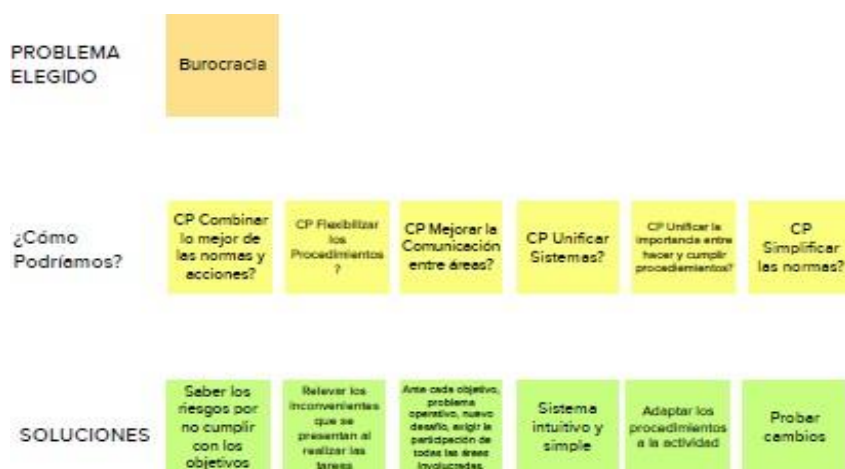 PROBLEMA
ELEGIDO
Burocracia
¿Cómo
Podríamos?
CP Combinar
lo mejor de
las normas y
acciones?
CP Flexibilizar
los
Procedimientos
?
CP Mejorar la
Comunicación
entre áreas?
CP Unificar
Sistemas?
CP Unificar la
importancia entre
hacer y cumplir
procedimientos?
CP
Simplificar
las normas?
SOLUCIONES
Saber los
riesgos por
no cumplir
con los
objetivos
Relevar los
inconvenientes
que se
presentan al
realizar las
tareas
Ante cada objetivo,
problema
operativo, nuevo
desafío, exigir la
participación de
todas las áreas
involucradas.
Sistema
intuitivo y
simple
Adaptar los
procedimientos
a la actividad
Probar
cambios